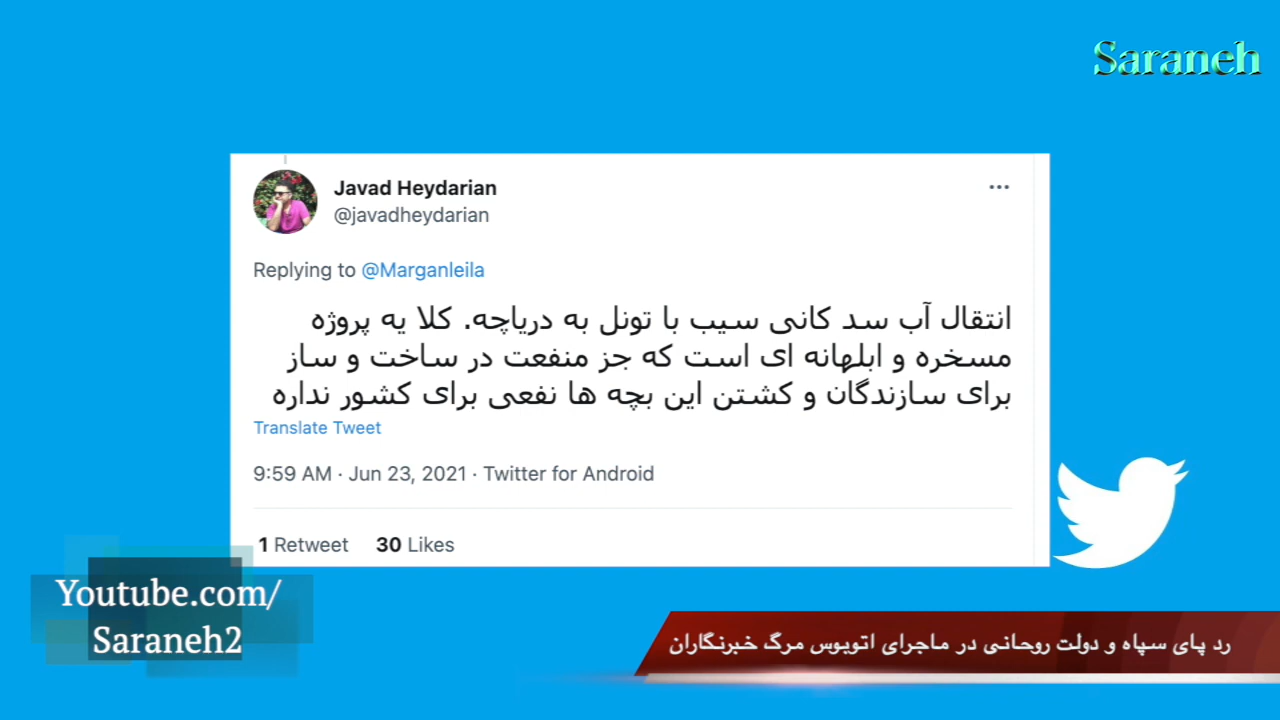 Saraneh
Javad Heydarian
@javadheydarian
Replying to @Marganleila
انتقال آب سد کانی سیب با تونل به دریاچه. کلا یه پروژه
مسخره و ابلهانه ای است که جز منفعت در ساخت و ساز
برای سازندگان و کشتن این بچه ها نفعی برای کشور نداره
Translate Tweet
9:59 AM · Jun 23, 2021 · Twitter for Android
1 Retweet 30 Likes
Youtube.com/
Saraneh2
رد پای سپاه و دولت روحانی در ماجرای اتوبوس مرگ خبرنگاران